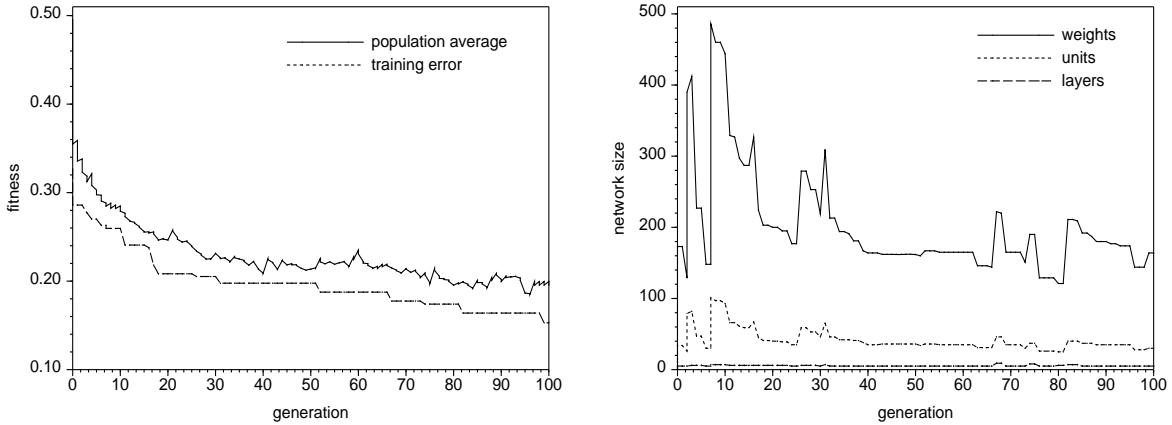 0.50
0.40
0.30
0.20
0.10
fitness
population average
training error
0 10 20 30 40 50 60 70 80 90 100
generation
500
400
300
200
100
0
network size
weights
units
layers
0 10 20 30 40 50 60 70 80 90 100
generation